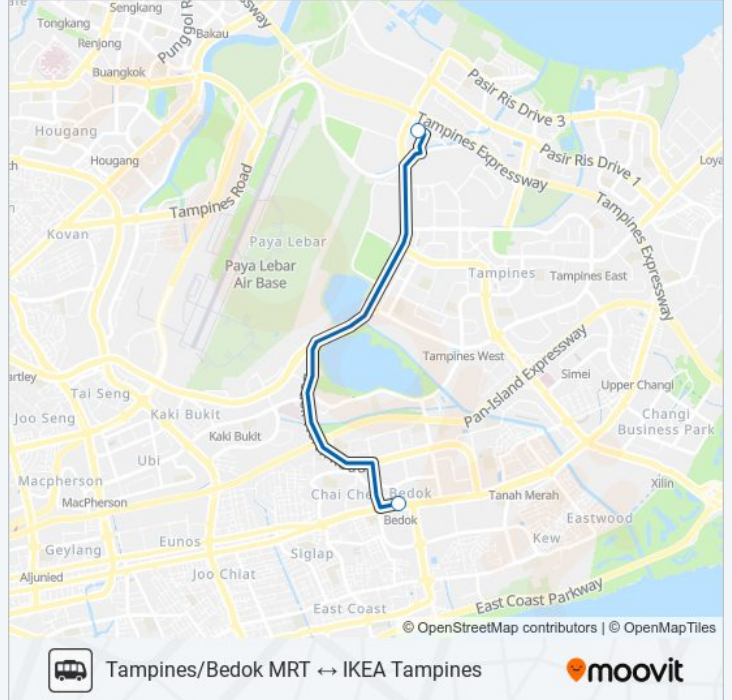 Sengkang
Tongkang
Renjong
Bakau
Punggol R
Buangkok
Pasir Ris Drive 3
Hougang
Tampines Expressway
Pasir Ris Drive 1
Loya
Hougang
Tampines Road
Tampines Expressway
Kovan
Paya Lebar
Paya Lebar
Air Base
Tampines
Tampines East
Tampines West
Pan-Island Expressway
artley
Simei
Upper Changi
Tai Seng
Joo Seng
Kaki Bukit
Changi
Business Park
Kaki Bukit
Ubi
Macpherson
MacPherson
Chai Che
Bedok
Tanah Merah
Xilin
Bedok
Eastwood
Kew
Eunos
Geylang
Siglap
Aljunied
Joo Chiat
East Coast
East Coast Parkway
© OpenStreetMap contributors | © OpenMapTiles
Tampines/Bedok MRT ↔ IKEA Tampines
moovit